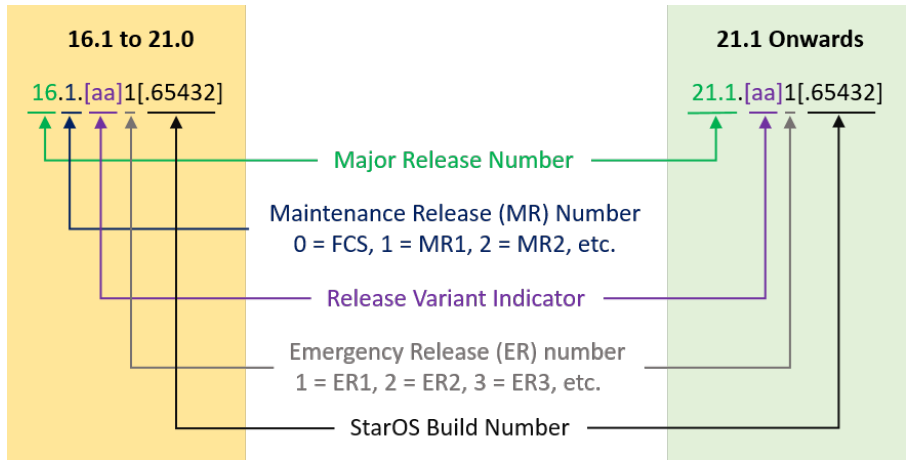 16.1 to 21.0
21.1 Onwards
16.1.[aa]1[.65432]
21.1.[aa]1[.65432]
Major Release Number
Maintenance Release (MR) Number
0 = FCS, 1 = MR1, 2 = MR2, etc.
Release Variant Indicator
Emergency Release (ER) number
1 = ER1, 2 = ER2, 3 = ER3, etc.
StarOS Build Number